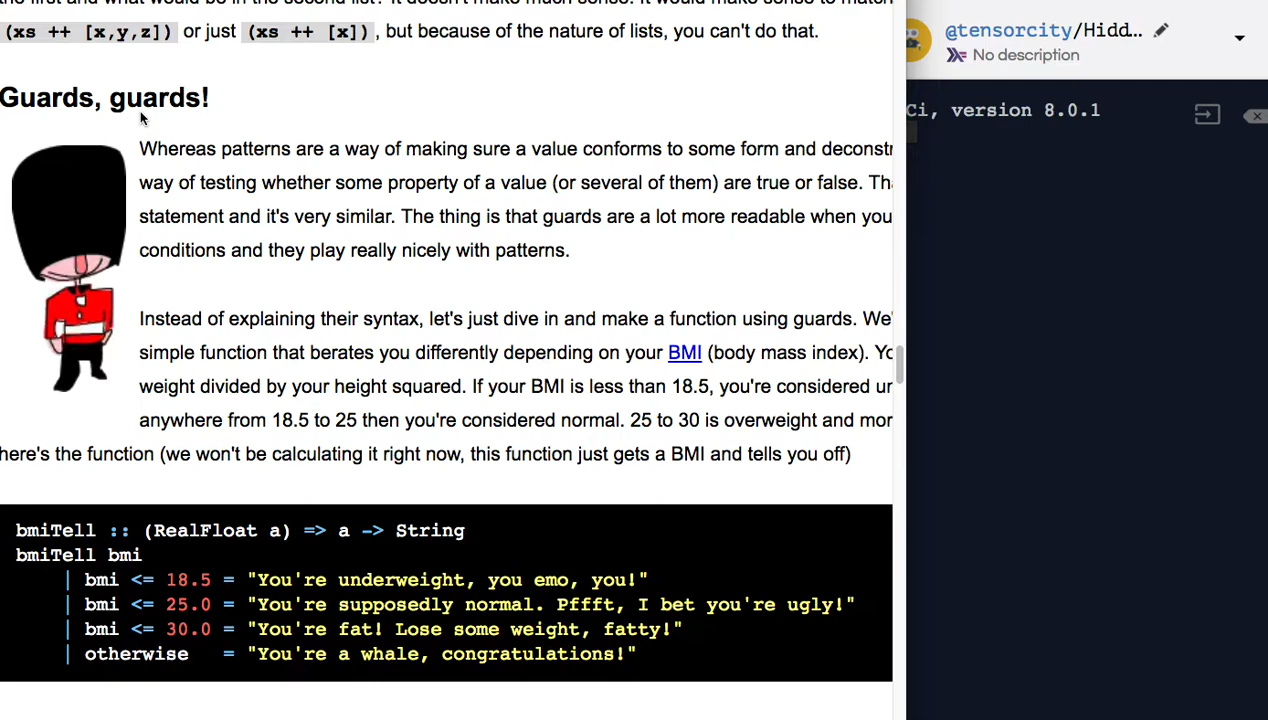 (xs ++ [x,y,z]) or just (xs ++ [x]), but because of the nature of lists, you can't do that.
Guards, guards!
Whereas patterns are a way of making sure a value conforms to some form and
way of testing whether some property of a value (or several of them) are true or false.
statement and it's very similar. The thing is that guards are a lot more readable when you
conditions and they play really nicely with patterns.
Instead of explaining their syntax, let's just dive in and make a function using guards.
simple function that berates you differently depending on your BMI (body mass index).
weight divided by your height squared. If your BMI is less than 18.5, you're considered
anywhere from 18.5 to 25 then you're considered normal. 25 to 30 is overweight and
here's the function (we won't be calculating it right now, this function just gets a BMI and tells you off)
bmiTell :: (RealFloat a) => a -> String
bmiTell bmi
| bmi <= 18.5 = "You're underweight, you emo, you!"
| bmi <= 25.0 = "You're supposedly normal. Pffft, I bet you're ugly!"
| bmi <= 30.0 = "You're fat! Lose some weight, fatty!"
| otherwise = "You're a whale, congratulations!"
@tensorcity/Hidd...
No description
Ci, version 8.0.1